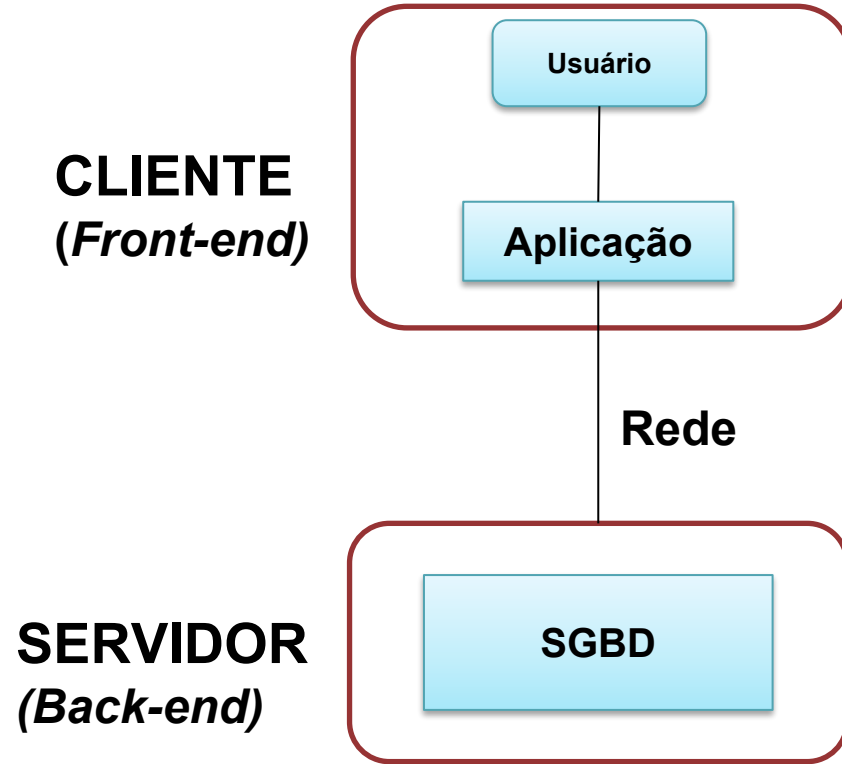 Usuário
CLIENTE
(Front-end)
Aplicação
Rede
SERVIDOR
(Back-end)
SGBD